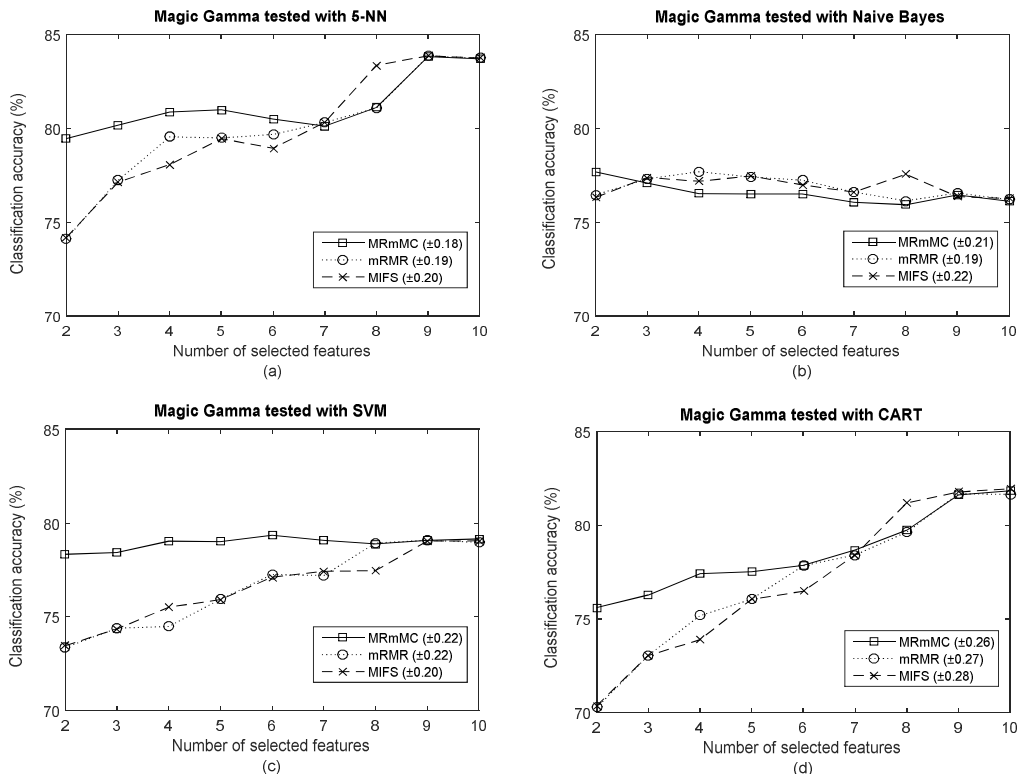 Magic Gamma tested with 5-NN
85
80
75
70
Classification accuracy (%)
MRmMC (±0.18)
mRMR (±0.19)
MIFS (±0.20)
2 3 4 5 6 7 8 9 10
Number of selected features
(a)
Magic Gamma tested with Naive Bayes
85
80
75
70
Classification accuracy (%)
MRmMC (±0.21)
mRMR (±0.19)
MIFS (±0.22)
2 3 4 5 6 7 8 9 10
Number of selected features
(b)
Magic Gamma tested with SVM
85
80
75
70
Classification accuracy (%)
MRmMC (±0.22)
mRMR (±0.22)
MIFS (±0.20)
2 3 4 5 6 7 8 9 10
Number of selected features
(c)
Magic Gamma tested with CART
85
80
75
70
Classification accuracy (%)
MRmMC (±0.26)
mRMR (±0.27)
MIFS (±0.28)
2 3 4 5 6 7 8 9 10
Number of selected features
(d)